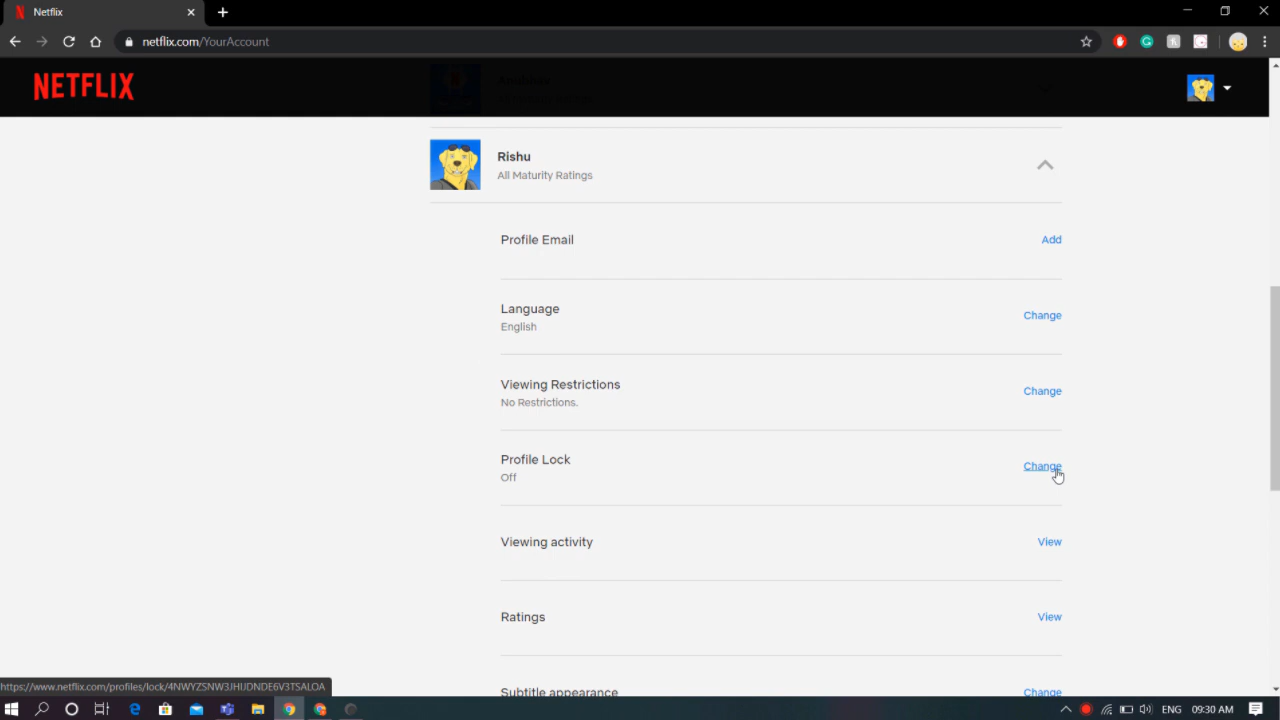 Netflix
netflix.com/YourAccount
NETFLIX
Rishu
All Maturity Ratings
Profile Email
Add
Language
English
Change
Viewing Restrictions
No Restrictions.
Change
Profile Lock
Off
Change
Viewing activity
View
Ratings
View
Subtitle appearance
Change
https://www.netflix.com/profiles/lock/4NWYZSNW3JHIJDNDE6V3TSALOA
ENG
09:30 AM